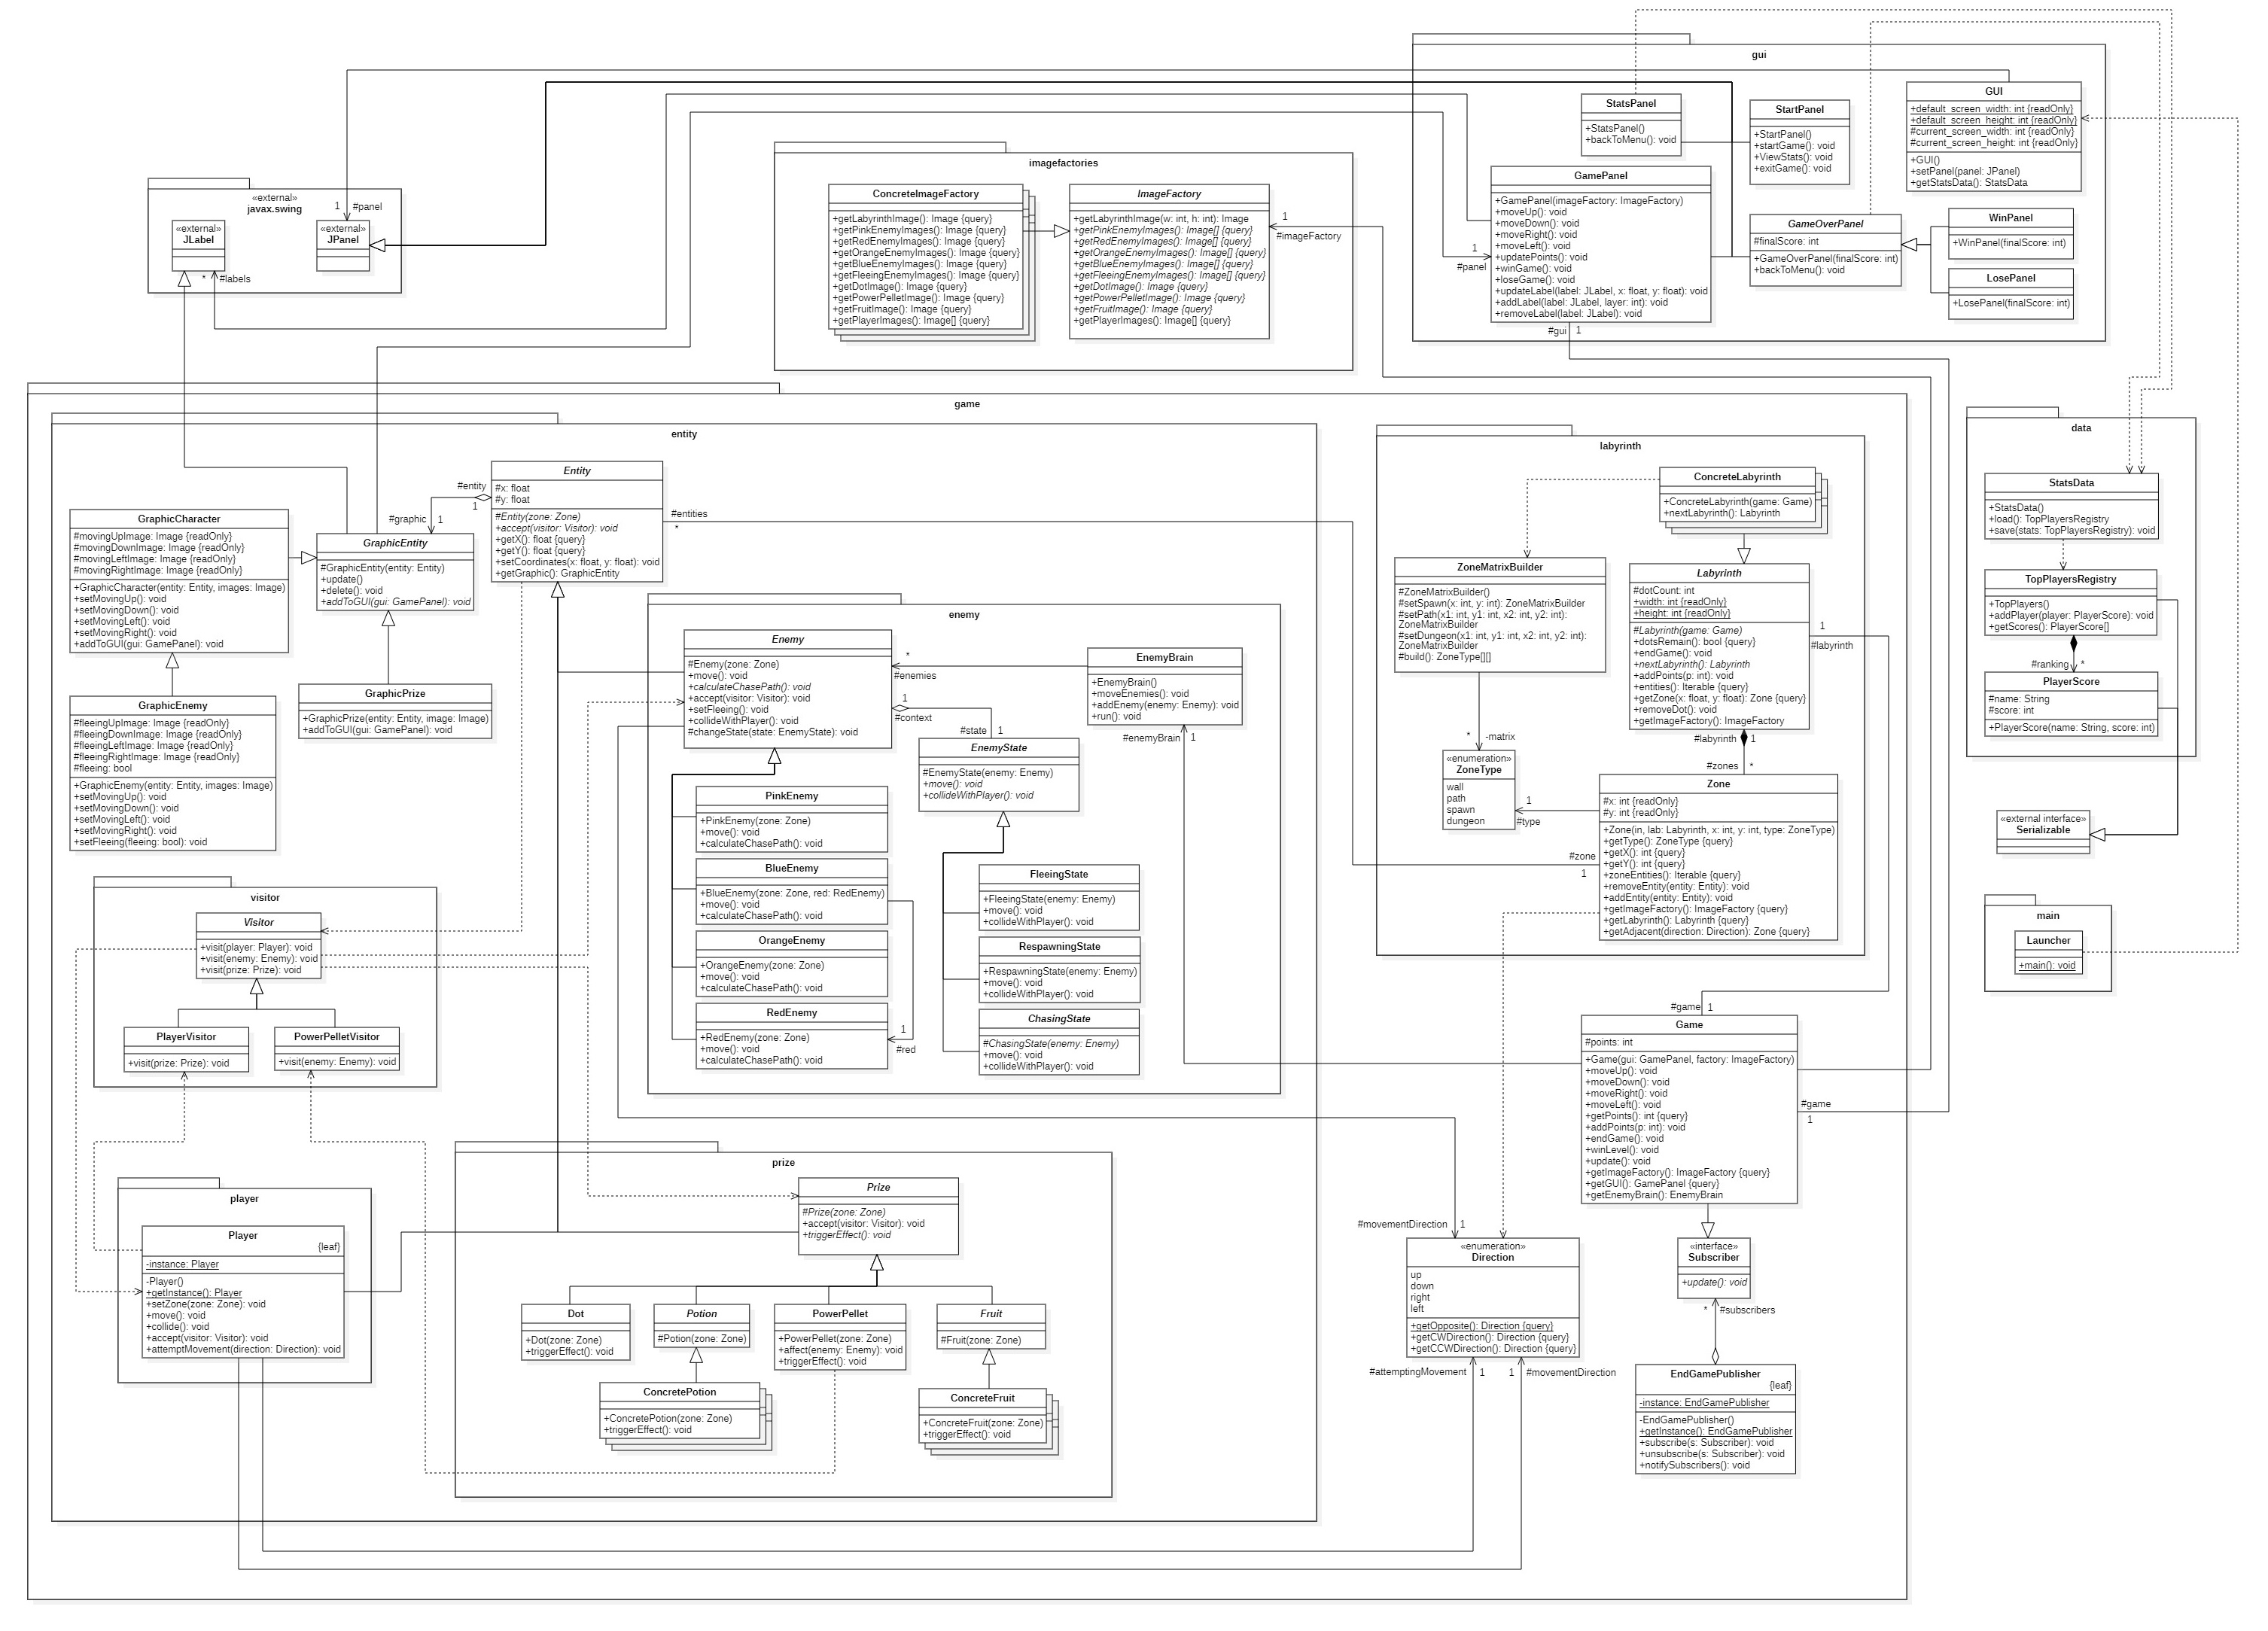 gui
StatsPanel
+StatsPanel()
+backToMenu(): void
StartPanel
+StartPanel()
+startGame(): void
+ViewStats(): void
+exitGame(): void
GUI
+default_screen_width: int {readOnly}
+default_screen_height: int {readOnly}
#current_screen_width: int {readOnly}
#current_screen_height: int {readOnly}
+GUI()
+setPanel(panel: JPanel)
+getStatsData(): StatsData
GamePanel
+GamePanel(imageFactory: ImageFactory)
+moveUp(): void
+moveDown(): void
+moveRight(): void
+moveLeft(): void
+updatePoints(): void
+winGame(): void
+loseGame(): void
+updateLabel(label: JLabel, x: float, y: float): void
+addLabel(label: JLabel, layer: int): void
+removeLabel(label: JLabel): void
1
#panel
#gui
1
GameOverPanel
#finalScore: int
+GameOverPanel(finalScore: int)
+backToMenu(): void
WinPanel
+WinPanel(finalScore: int)
LosePanel
+LosePanel(finalScore: int)
imagefactories
ConcreteImageFactory
+getLabyrinthImage(): Image {query}
+getPinkEnemyImages(): Image {query}
+getRedEnemyImages(): Image {query}
+getOrangeEnemyImages(): Image {query}
+getBlueEnemyImages(): Image {query}
+getFleeingEnemyImages(): Image {query}
+getDotImage(): Image {query}
+getPowerPelletImage(): Image {query}
+getFruitImage(): Image {query}
+getPlayerImages(): Image[] {query}
ImageFactory
+getLabyrinthImage(w: int, h: int): Image
+getPinkEnemyImages(): Image[] {query}
+getRedEnemyImages(): Image[] {query}
+getOrangeEnemyImages(): Image[] {query}
+getBlueEnemyImages(): Image[] {query}
+getFleeingEnemyImages(): Image[] {query}
+getDotImage(): Image {query}
+getPowerPelletImage(): Image {query}
+getFruitImage(): Image {query}
+getPlayerImages(): Image[] {query}
1
#imageFactory
«external»
javax.swing
1
#panel
«external»
JLabel
«external»
JPanel
*
#labels
game
entity
Entity
#x: float
#y: float
#Entity(zone: Zone)
+accept(visitor: Visitor): void
+getX(): float {query}
+getY(): float {query}
+setCoordinates(x: float, y: float): void
+getGraphic(): GraphicEntity
#entity
1
#graphic
1
#entities
*
GraphicCharacter
#movingUpImage: Image {readOnly}
#movingDownImage: Image {readOnly}
#movingLeftImage: Image {readOnly}
#movingRightImage: Image {readOnly}
+GraphicCharacter(entity: Entity, images: Image)
+setMovingUp(): void
+setMovingDown(): void
+setMovingLeft(): void
+setMovingRight(): void
+addToGUI(gui: GamePanel): void
GraphicEntity
#GraphicEntity(entity: Entity)
+update()
+delete(): void
+addToGUI(gui: GamePanel): void
GraphicEnemy
#fleeingUpImage: Image {readOnly}
#fleeingDownImage: Image {readOnly}
#fleeingLeftImage: Image {readOnly}
#fleeingRightImage: Image {readOnly}
#fleeing: bool
+GraphicEnemy(entity: Entity, images: Image)
+setMovingUp(): void
+setMovingDown(): void
+setMovingLeft(): void
+setMovingRight(): void
+setFleeing(fleeing: bool): void
GraphicPrize
+GraphicPrize(entity: Entity, image: Image)
+addToGUI(gui: GamePanel): void
enemy
Enemy
#Enemy(zone: Zone)
+move(): void
+calculateChasePath(): void
+accept(visitor: Visitor): void
+setFleeing(): void
+collideWithPlayer(): void
#changeState(state: EnemyState): void
*
#enemies
1
#context
#state
1
EnemyBrain
+EnemyBrain()
+moveEnemies(): void
+addEnemy(enemy: Enemy): void
+run(): void
#enemyBrain
1
EnemyState
#EnemyState(enemy: Enemy)
+move(): void
+collideWithPlayer(): void
PinkEnemy
+PinkEnemy(zone: Zone)
+move(): void
+calculateChasePath(): void
BlueEnemy
+BlueEnemy(zone: Zone, red: RedEnemy)
+move(): void
+calculateChasePath(): void
OrangeEnemy
+OrangeEnemy(zone: Zone)
+move(): void
+calculateChasePath(): void
RedEnemy
+RedEnemy(zone: Zone)
+move(): void
+calculateChasePath(): void
1
#red
FleeingState
+FleeingState(enemy: Enemy)
+move(): void
+collideWithPlayer(): void
RespawningState
+RespawningState(enemy: Enemy)
+move(): void
+collideWithPlayer(): void
ChasingState
#ChasingState(enemy: Enemy)
+move(): void
+collideWithPlayer(): void
visitor
Visitor
+visit(player: Player): void
+visit(enemy: Enemy): void
+visit(prize: Prize): void
PlayerVisitor
+visit(prize: Prize): void
PowerPelletVisitor
+visit(enemy: Enemy): void
player
Player
{leaf}
-instance: Player
-Player()
+getInstance(): Player
+setZone(zone: Zone): void
+move(): void
+collide(): void
+accept(visitor: Visitor): void
+attemptMovement(direction: Direction): void
prize
Prize
#Prize(zone: Zone)
+accept(visitor: Visitor): void
+triggerEffect(): void
Dot
+Dot(zone: Zone)
+triggerEffect(): void
Potion
#Potion(zone: Zone)
PowerPellet
+PowerPellet(zone: Zone)
+affect(enemy: Enemy): void
+triggerEffect(): void
Fruit
#Fruit(zone: Zone)
ConcretePotion
+ConcretePotion(zone: Zone)
+triggerEffect(): void
ConcreteFruit
+ConcreteFruit(zone: Zone)
+triggerEffect(): void
labyrinth
ConcreteLabyrinth
+ConcreteLabyrinth(game: Game)
+nextLabyrinth(): Labyrinth
ZoneMatrixBuilder
#ZoneMatrixBuilder()
#setSpawn(x: int, y: int): ZoneMatrixBuilder
#setPath(x1: int, y1: int, x2: int, y2: int):
ZoneMatrixBuilder
#setDungeon(x1: int, y1: int, x2: int, y2: int):
ZoneMatrixBuilder
#build(): ZoneType[][]
Labyrinth
#dotCount: int
+width: int {readOnly}
+height: int {readOnly}
#Labyrinth(game: Game)
+dotsRemain(): bool {query}
+endGame(): void
+nextLabyrinth(): Labyrinth
+addPoints(p: int): void
+entities(): Iterable {query}
+getZone(x: float, y: float): Zone {query}
+removeDot(): void
+getImageFactory(): ImageFactory
1
#labyrinth
*
-matrix
#labyrinth
1
#zones
*
«enumeration»
ZoneType
wall
path
spawn
dungeon
1
#type
Zone
#x: int {readOnly}
#y: int {readOnly}
+Zone(in, lab: Labyrinth, x: int, y: int, type: ZoneType)
+getType(): ZoneType {query}
+getX(): int {query}
+getY(): int {query}
+zoneEntities(): Iterable {query}
+removeEntity(entity: Entity): void
+addEntity(entity: Entity): void
+getImageFactory(): ImageFactory {query}
+getLabyrinth(): Labyrinth {query}
+getAdjacent(direction: Direction): Zone {query}
#zone
1
#game
1
Game
#points: int
+Game(gui: GamePanel, factory: ImageFactory)
+moveUp(): void
+moveDown(): void
+moveRight(): void
+moveLeft(): void
+getPoints(): int {query}
+addPoints(p: int): void
+endGame(): void
+winLevel(): void
+update(): void
+getImageFactory(): ImageFactory {query}
+getGUI(): GamePanel {query}
+getEnemyBrain(): EnemyBrain
#game
1
#movementDirection
1
«enumeration»
Direction
up
down
right
left
+getOpposite(): Direction {query}
+getCWDirection(): Direction {query}
+getCCWDirection(): Direction {query}
#attemptingMovement
1
1
#movementDirection
«interface»
Subscriber
+update(): void
*
#subscribers
EndGamePublisher
{leaf}
-instance: EndGamePublisher
-EndGamePublisher()
+getInstance(): EndGamePublisher
+subscribe(s: Subscriber): void
+unsubscribe(s: Subscriber): void
+notifySubscribers(): void
data
StatsData
+StatsData()
+load(): TopPlayersRegistry
+save(stats: TopPlayersRegistry): void
TopPlayersRegistry
+TopPlayers()
+addPlayer(player: PlayerScore): void
+getScores(): PlayerScore[]
#ranking
*
PlayerScore
#name: String
#score: int
+PlayerScore(name: String, score: int)
«external interface»
Serializable
main
Launcher
+main(): void